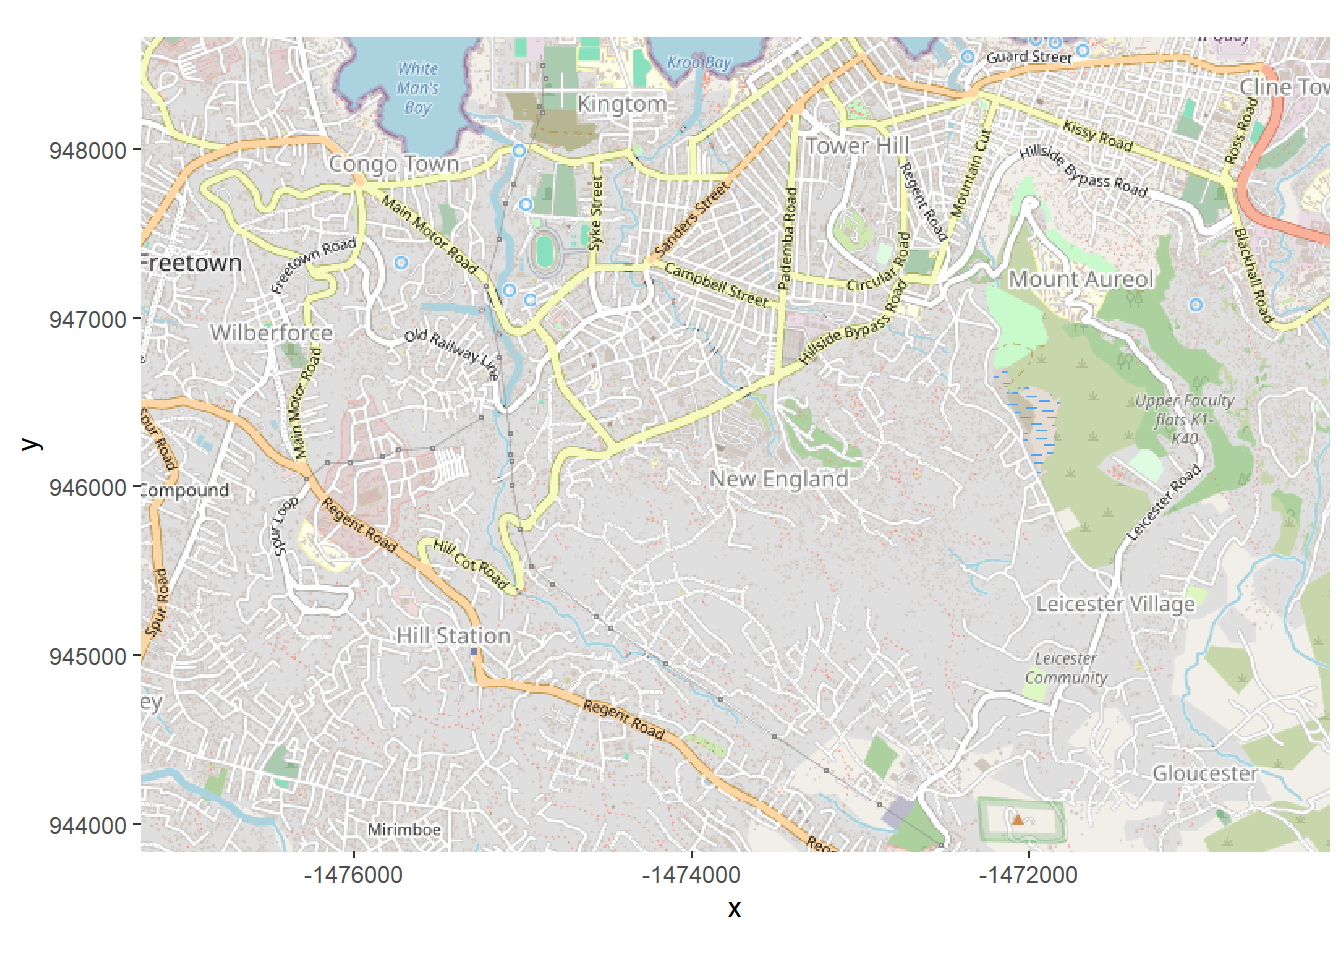 Guard Street
n Quay
White
Man's
Bay
Kroo Bay
Cline Tow
Kingtom
Kissy Road
Ross Road
948000
Congo Town
Tower Hill
Mountain Cut
Hillside Bypass Road
Regent Road
Main Motor Road
Syke Street
Sanders Street
Pademba Road
Freetown
Freetown Road
Campbell Street
Circular Road
Mount Aureol
Blackhall Road
947000
Wilberforce
Old Railway Line
Hillside Bypass Road
Main Motor Road
Upper Faculty
flats K1-
K40
y
pur Road
946000
Compound
New England
Leicester Road
Spur Loop
Regent Road
Hill Cot Road
Spur Road
Leicester Village
Hill Station
945000
Leicester
Community
ey
Regent Road
Gloucester
944000
Mirimboe
Reg
-1476000
-1474000
-1472000
x